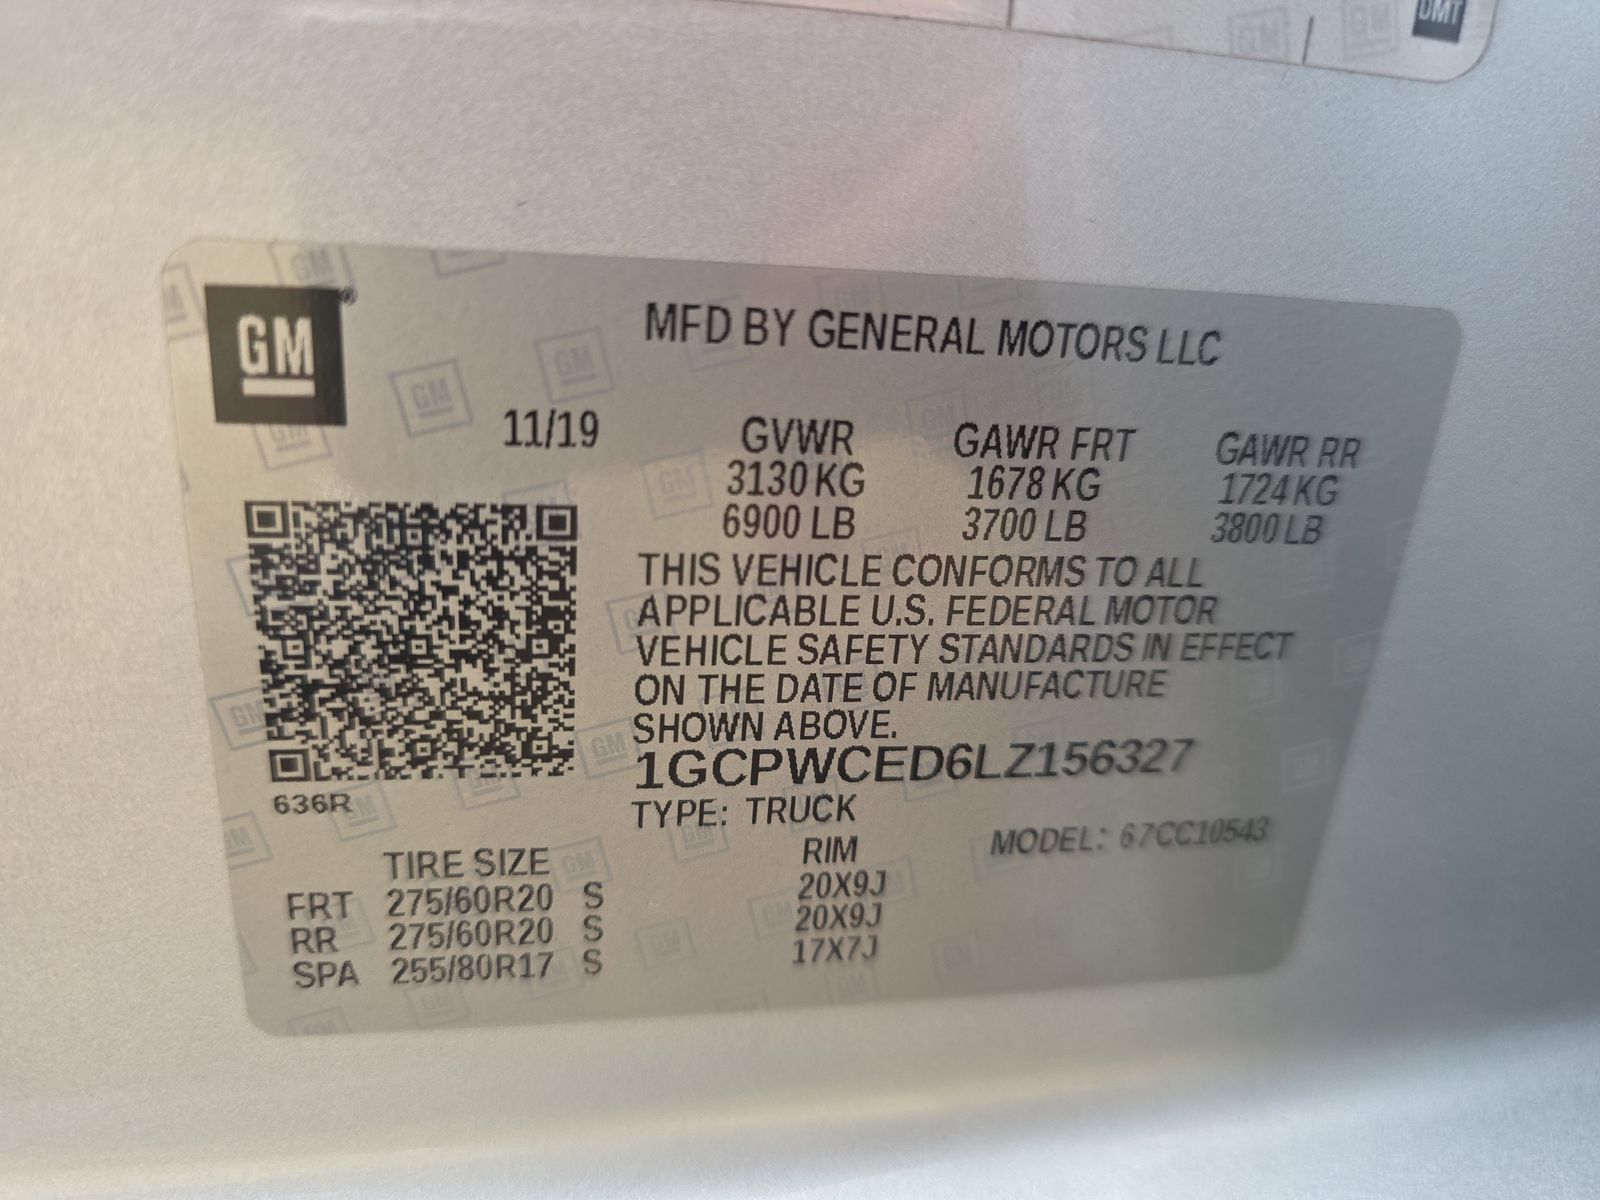 DMT
GM
MFD BY GENERAL MOTORS LLC
11/19 GVWR GAWR FRT GAWR RR
3130 KG 1678 KG 1724 KG
6900 LB 3700 LB 3800 LB
THIS VEHICLE CONFORMS TO ALL
APPLICABLE U.S. FEDERAL MOTOR
VEHICLE SAFETY STANDARDS IN EFFECT
ON THE DATE OF MANUFACTURE
SHOWN ABOVE.
1GCPWCED6LZ156327
636R
TYPE: TRUCK
MODEL: 67CC10543
TIRE SIZE RIM
FRT 275/60R20 S 20X9J
RR 275/60R20 S 20X9J
SPA 255/80R17 S 17X7J